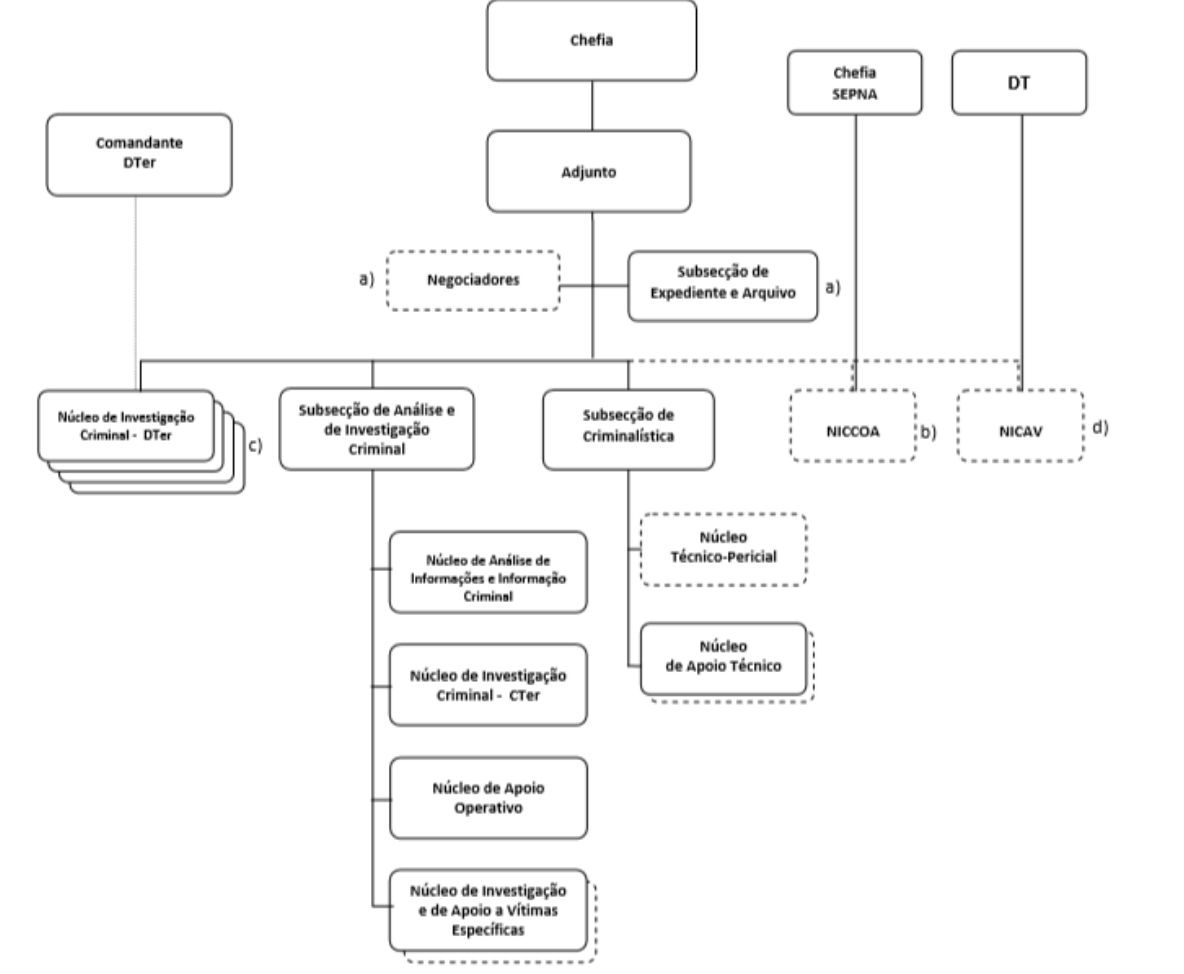 Chefia
Chefia
SEPNA
DT
Comandante
DTer
Adjunto
a)
Negociadores
Subsecção de
Expediente e Arquivo
a)
Núcleo de Investigação
Criminal - DTer
c)
Subsecção de Análise e
de Investigação
Criminal
Subsecção de
Criminalística
NICCOA
b)
NICAV
d)
Núcleo de Análise de
Informações e Informação
Criminal
Núcleo
Técnico-Pericial
Núcleo de Investigação
Criminal - CTer
Núcleo
de Apoio Técnico
Núcleo de Apoio
Operativo
Núcleo de Investigação
e de Apoio a Vítimas
Específicas